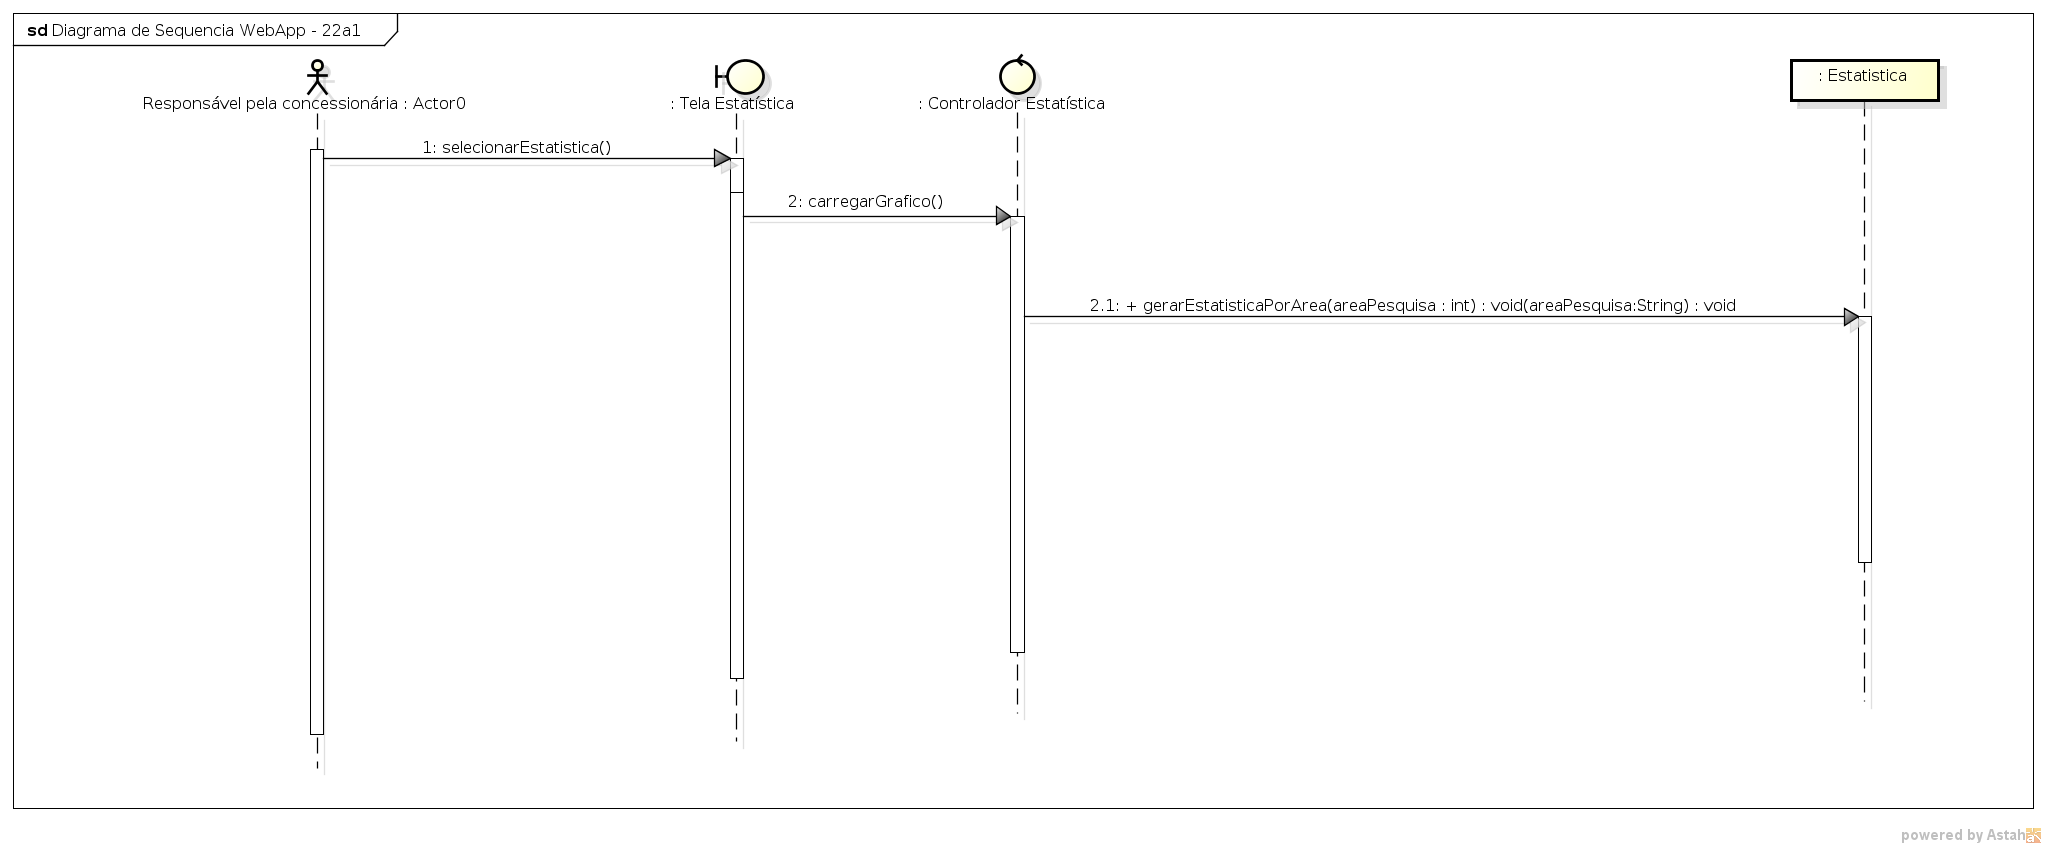 sd Diagrama de Sequencia WebApp - 22a1
: Estatistica
Responsável pela concessionária : Actor0
: Tela Estatística
: Controlador Estatística
1: selecionarEstatistica()
2: carregarGrafico()
2.1: + gerarEstatisticaPorArea(areaPesquisa : int) : void(areaPesquisa:String) : void
powered by Astah